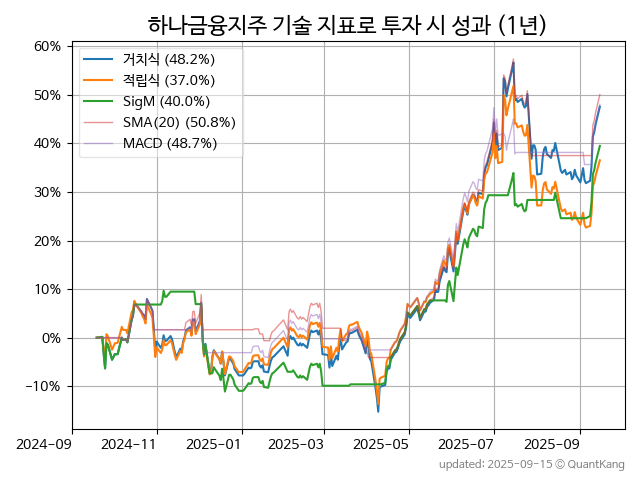 하나금융지주 기술 지표로 투자 시 성과 (1년)
60%
50%
40%
30%
20%
10%
0%
−10%
거치식 (48.2%)
적립식 (37.0%)
SigM (40.0%)
SMA(20) (50.8%)
MACD (48.7%)
2024-09
2024-11
2025-01
2025-03
2025-05
2025-07
2025-09
updated: 2025-09-15 ⓒ QuantKang